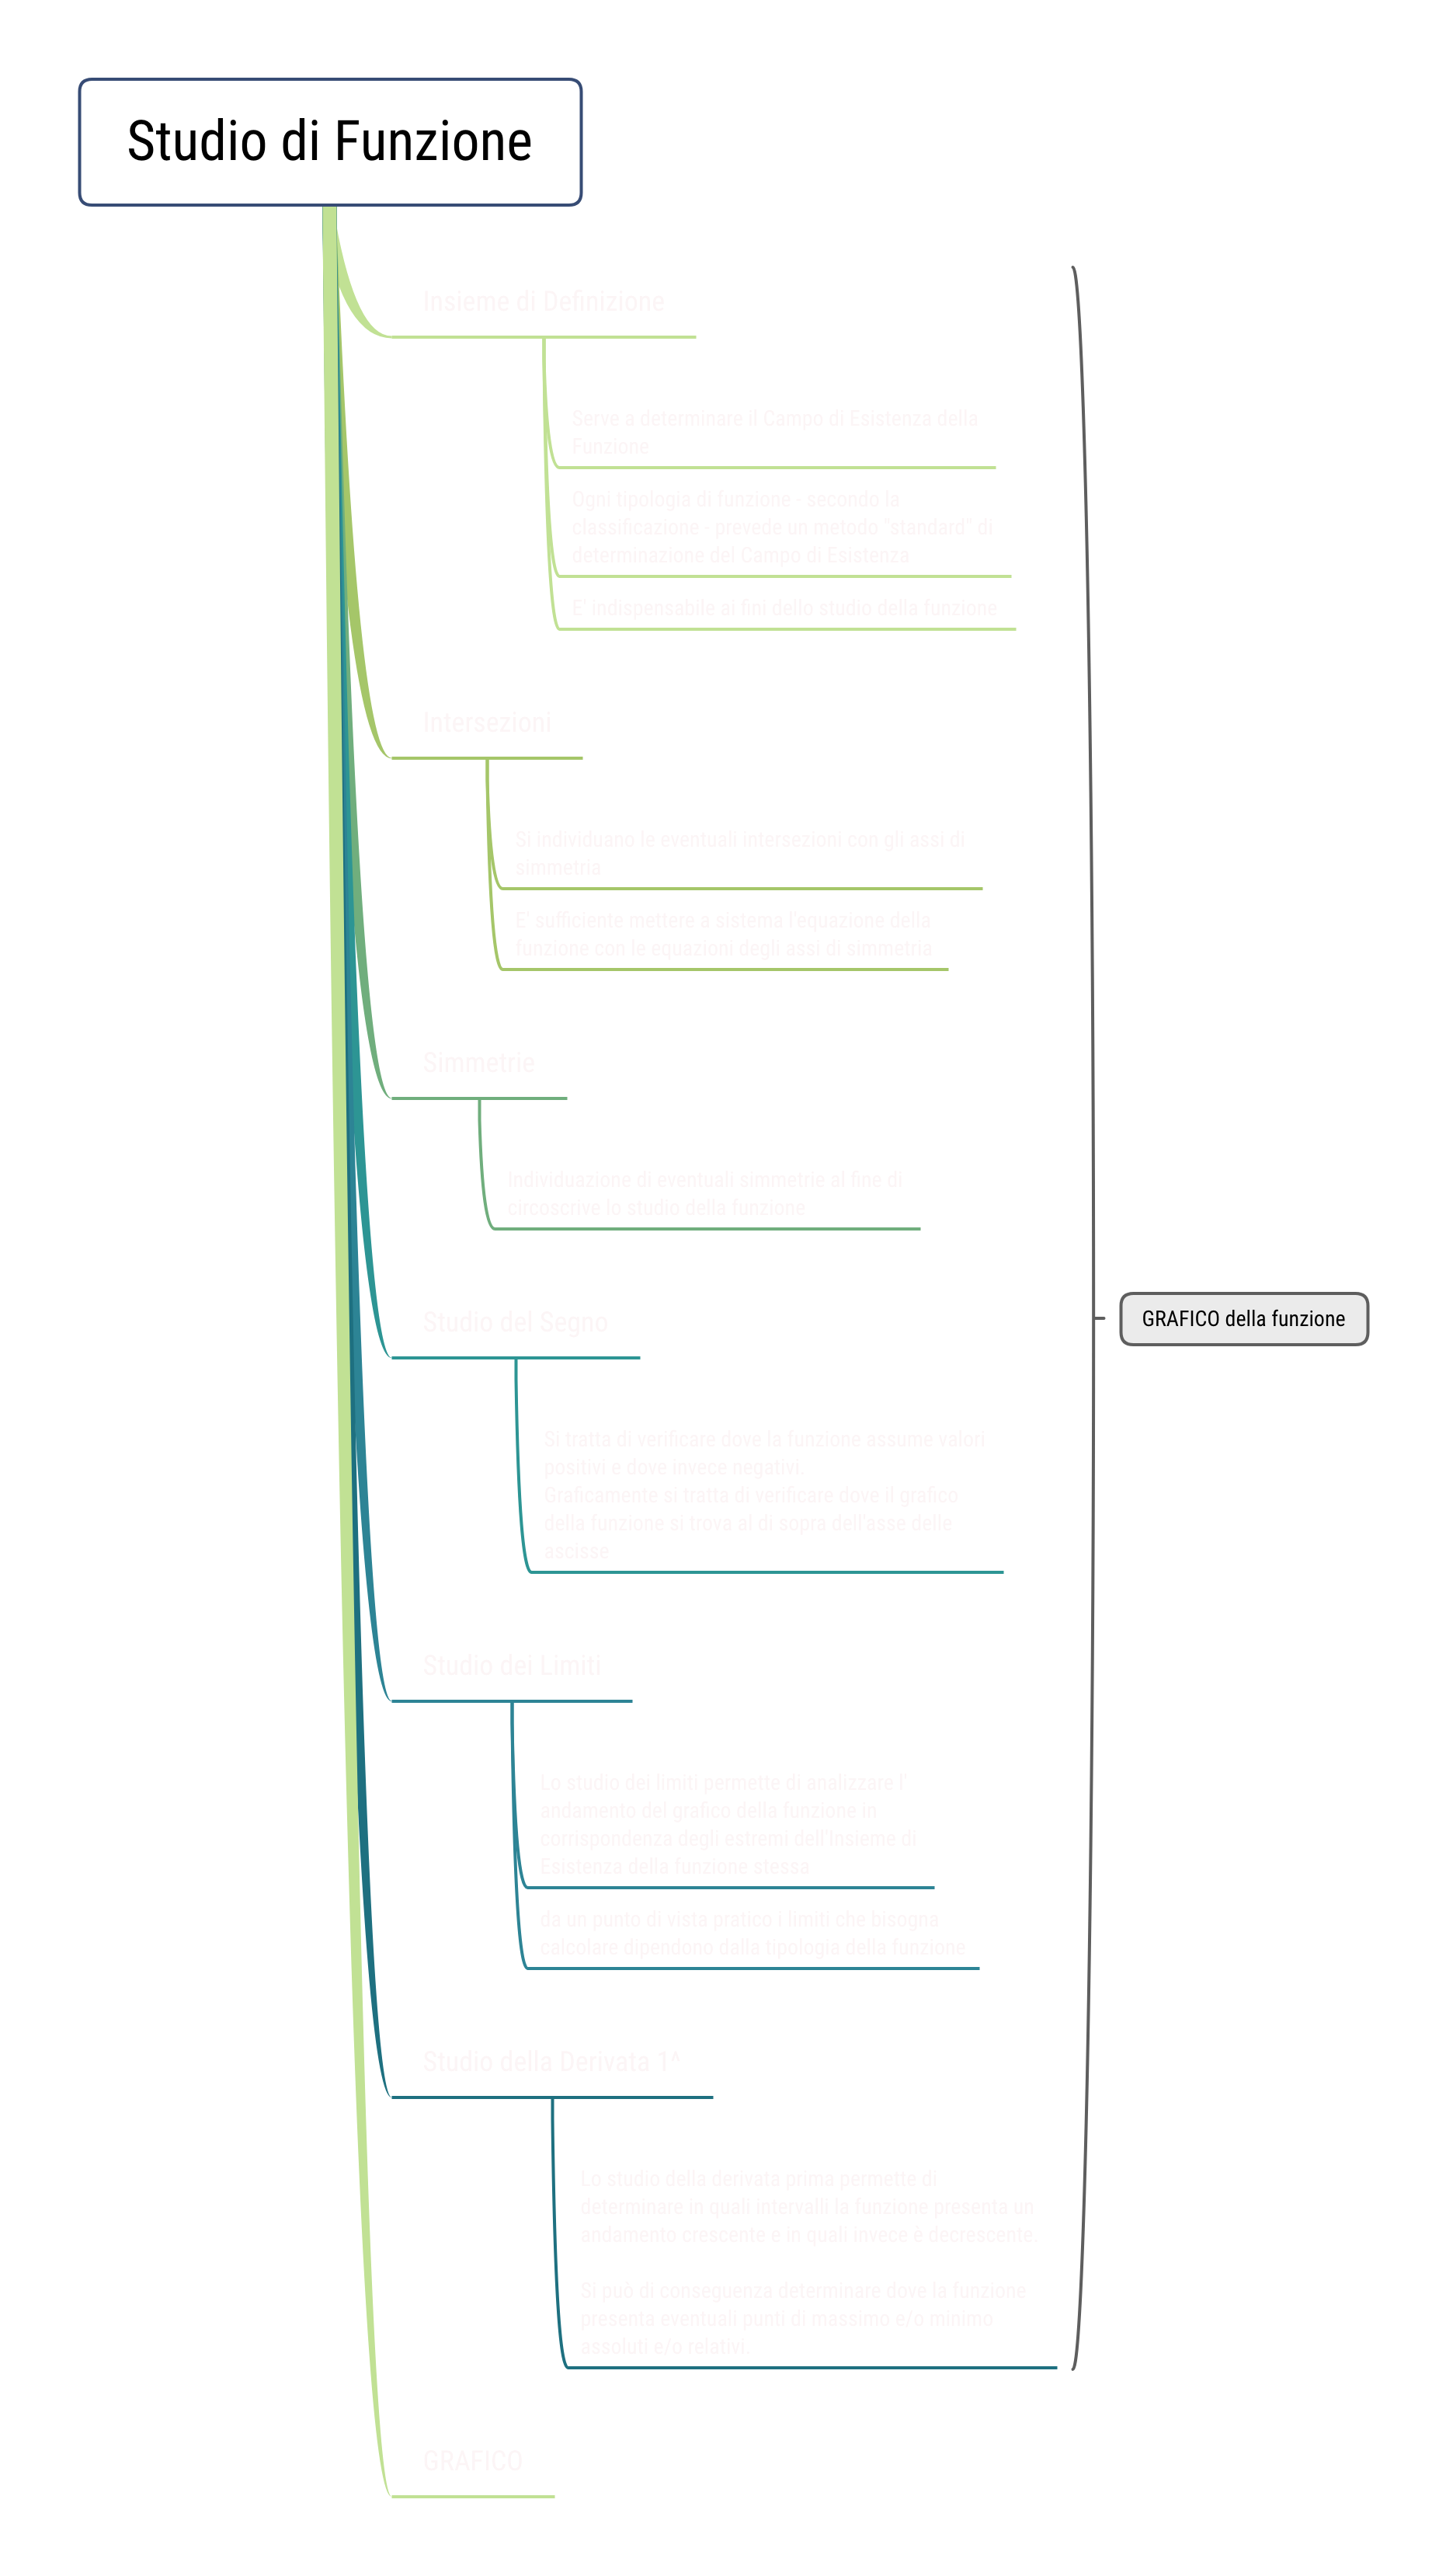 Studio di Funzione
Insieme di Definizione
Serve a determinare il Campo di Esistenza della
Funzione
Ogni tipologia di funzione - secondo la
classificazione - prevede un metodo "standard" di
determinazione del Campo di Esistenza
E' indispensabile ai fini dello studio della funzione
Intersezioni
Si individuano le eventuali intersezioni con gli assi di
simmetria
E' sufficiente mettere a sistema l'equazione della
funzione con le equazioni degli assi di simmetria
Simmetrie
Individuazione di eventuali simmetrie al fine di
circoscrive lo studio della funzione
Studio del Segno
GRAFICO della funzione
Si tratta di verificare dove la funzione assume valori
positivi e dove invece negativi.
Graficamente si tratta di verificare dove il grafico
della funzione si trova al di sopra dell'asse delle
ascisse
Studio dei Limiti
Lo studio dei limiti permette di analizzare l'
andamento del grafico della funzione in
corrispondenza degli estremi dell'Insieme di
Esistenza della funzione stessa
da un punto di vista pratico i limiti che bisogna
calcolare dipendono dalla tipologia della funzione
Studio della Derivata 1^
Lo studio della derivata prima permette di
determinare in quali intervalli la funzione presenta un
andamento crescente e in quali invece è decrescente.
Si può di conseguenza determinare dove la funzione
presenta eventuali punti di massimo e/o minimo
assoluti e/o relativi.
GRAFICO